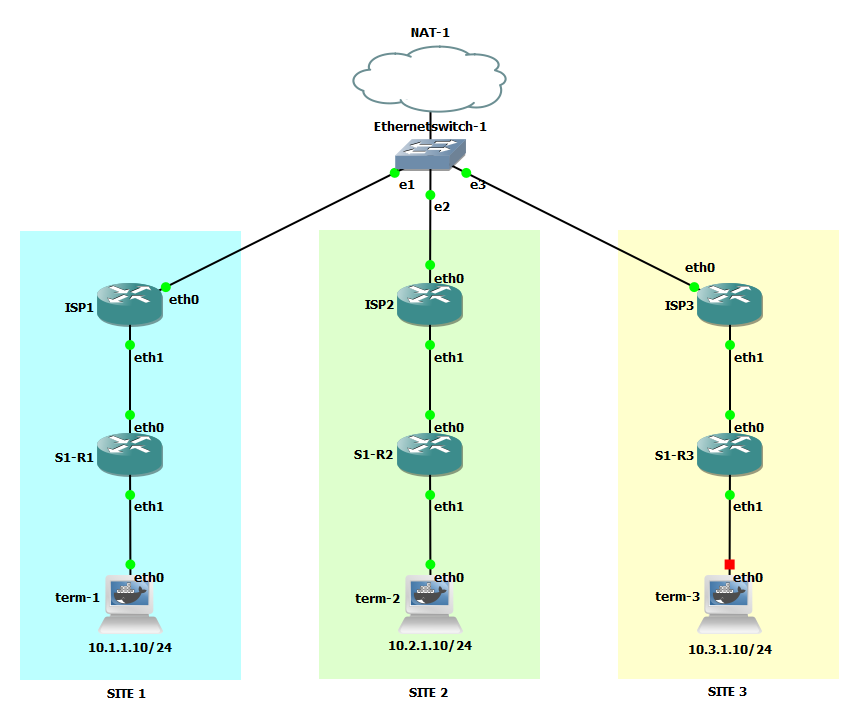 NAT-1
Ethernetswitch-1
e1
e2
e3
ISP1
eth0
eth1
eth0
S1-R1
eth1
eth0
term-1
10.1.1.10/24
SITE 1
eth0
ISP2
eth1
eth0
S1-R2
eth1
eth0
term-2
10.2.1.10/24
SITE 2
eth0
ISP3
eth1
eth0
S1-R3
eth1
eth0
term-3
10.3.1.10/24
SITE 3